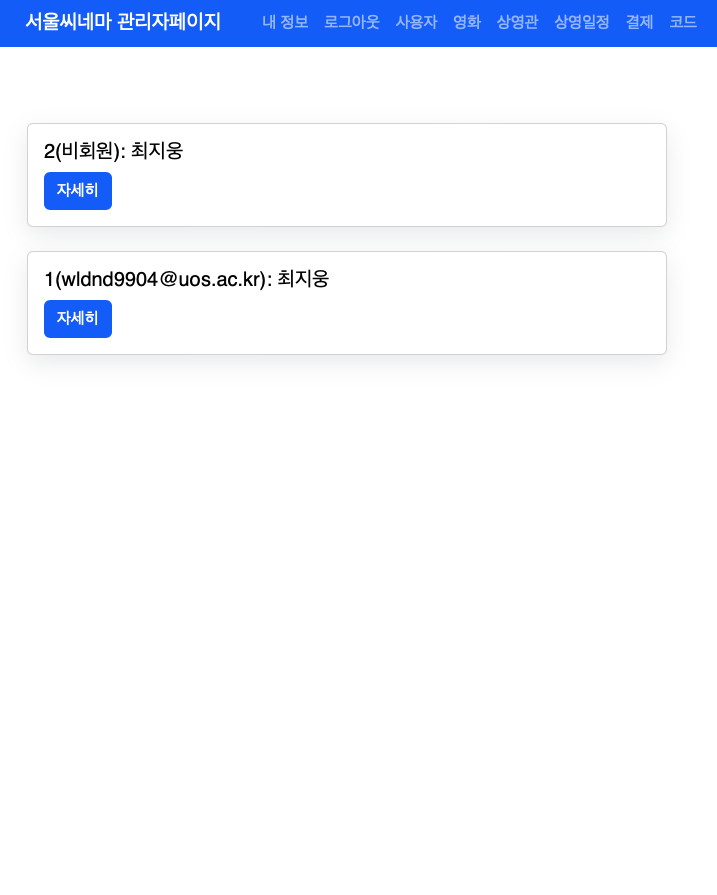 서울씨네마 관리자페이지 내 정보 로그아웃 사용자 영화 상영관 상영일정 결제 코드
2(비회원): 최지웅
자세히
1(wldnd9904@uos.ac.kr): 최지웅
자세히